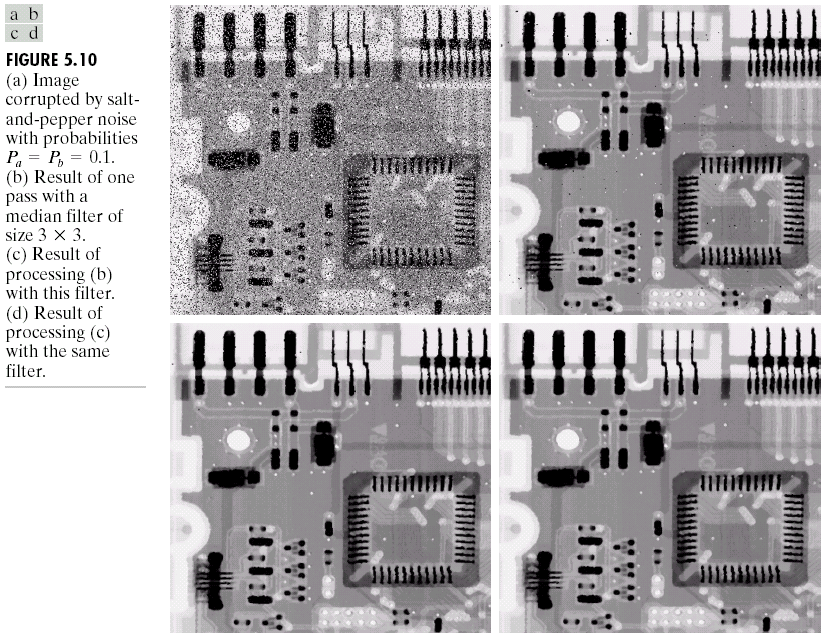 a b
c d
FIGURE 5.10
(a) Image
corrupted by salt-
and-pepper noise
with probabilities
Pₐ = P_b = 0.1.
(b) Result of one
pass with a
median filter of
size 3 × 3.
(c) Result of
processing (b)
with this filter.
(d) Result of
processing (c)
with the same
filter.